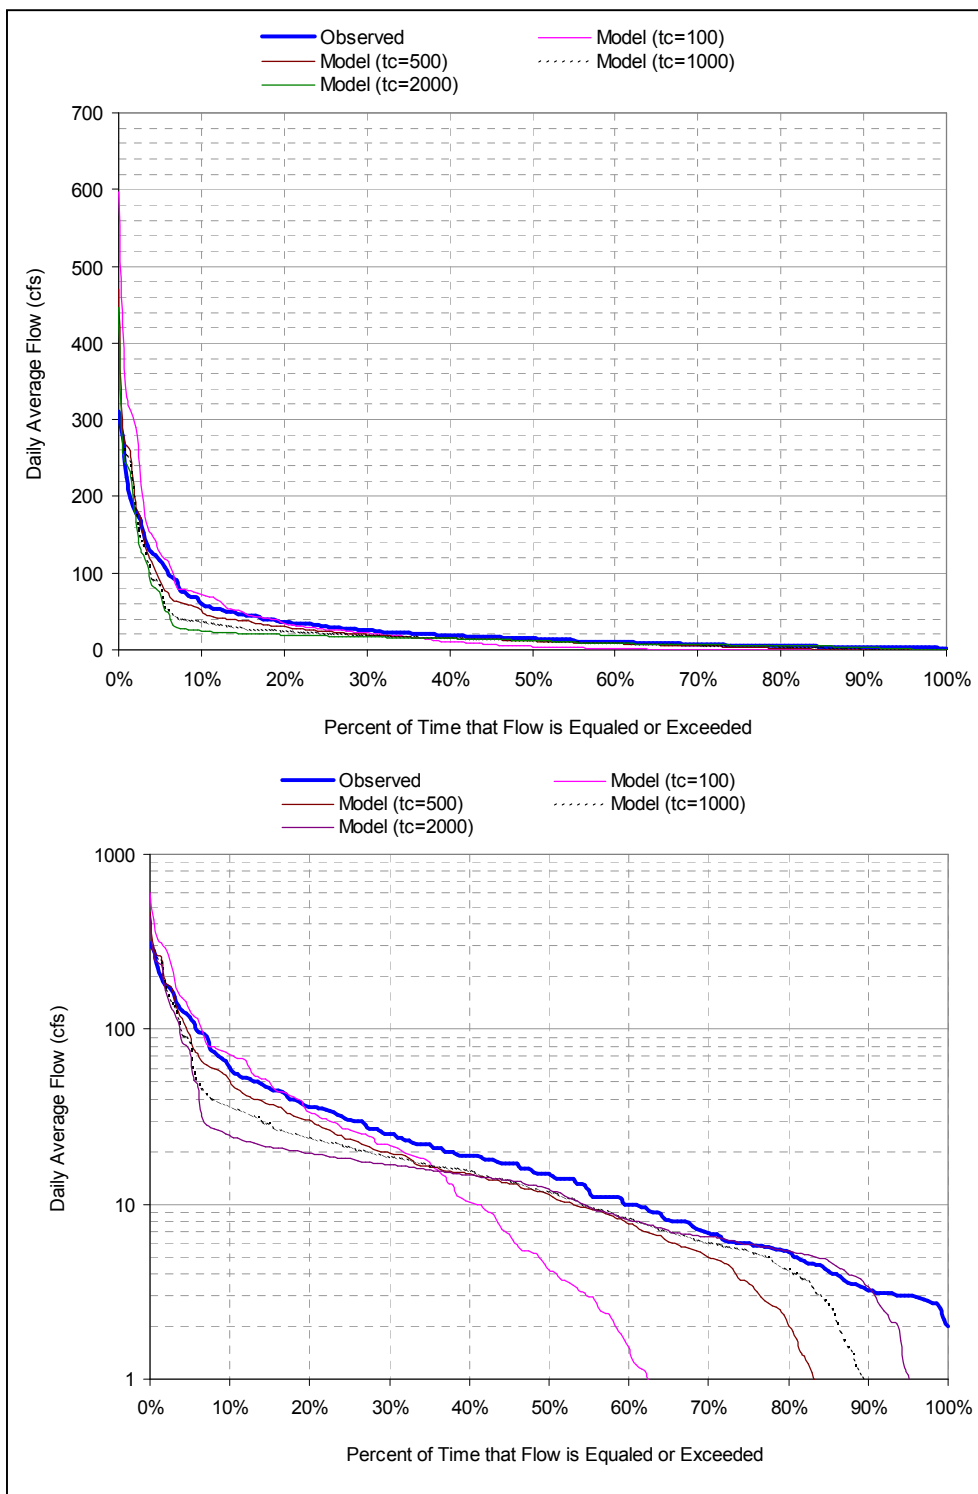 Observed
Model (tc=100)
Model (tc=500)
Model (tc=1000)
Model (tc=2000)
700
600
500
400
300
200
100
0
Daily Average Flow (cfs)
0% 10% 20% 30% 40% 50% 60% 70% 80% 90% 100%
Percent of Time that Flow is Equaled or Exceeded
Observed
Model (tc=100)
Model (tc=500)
Model (tc=1000)
Model (tc=2000)
1000
100
10
1
Daily Average Flow (cfs)
0% 10% 20% 30% 40% 50% 60% 70% 80% 90% 100%
Percent of Time that Flow is Equaled or Exceeded